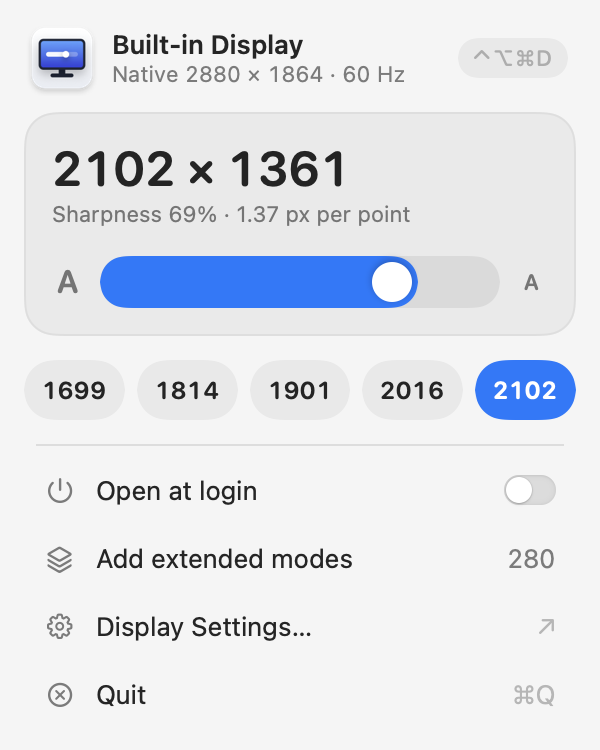 Built-in Display
Native 2880 × 1864 · 60 Hz
^⌥⌘D
2102 × 1361
Sharpness 69% · 1.37 px per point
A A
1699 1814 1901 2016 2102
Open at login
Add extended modes 280
Display Settings... ↗
Quit ⌘Q